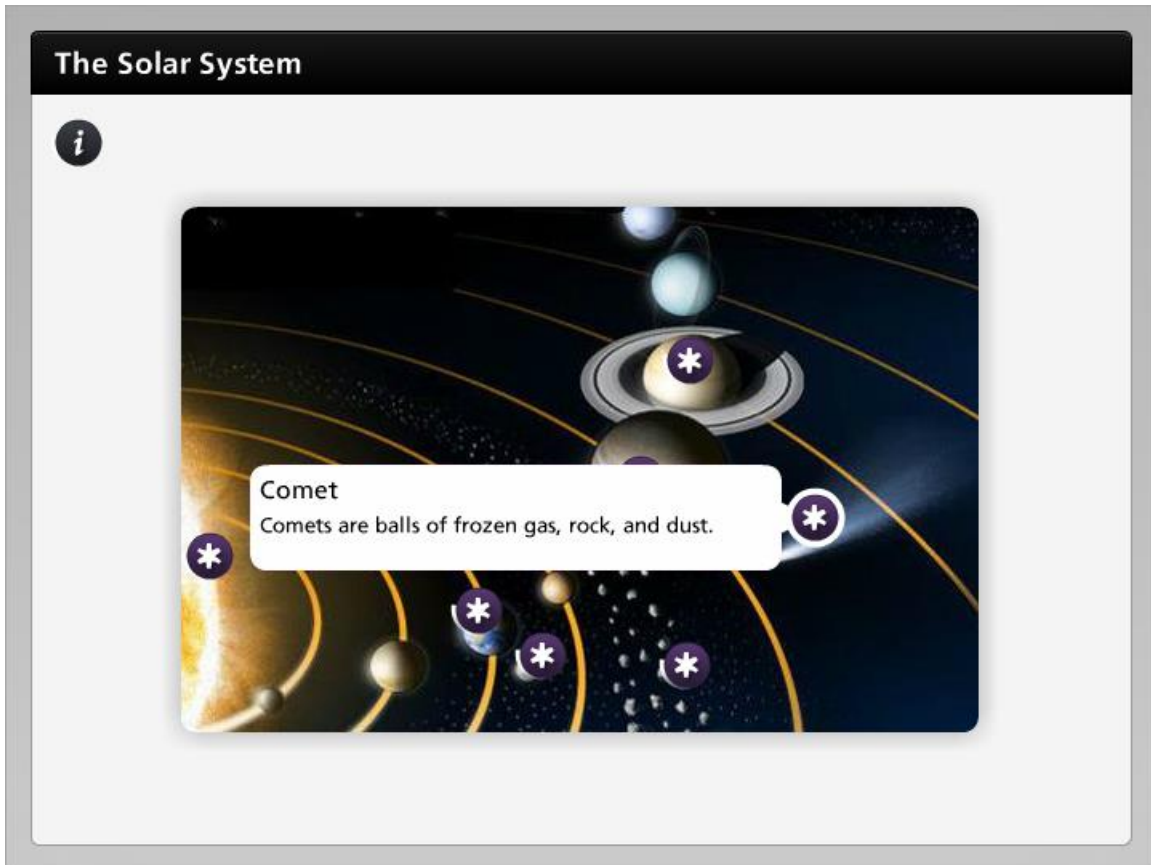 The Solar System
i
Comet
Comets are balls of frozen gas, rock, and dust.